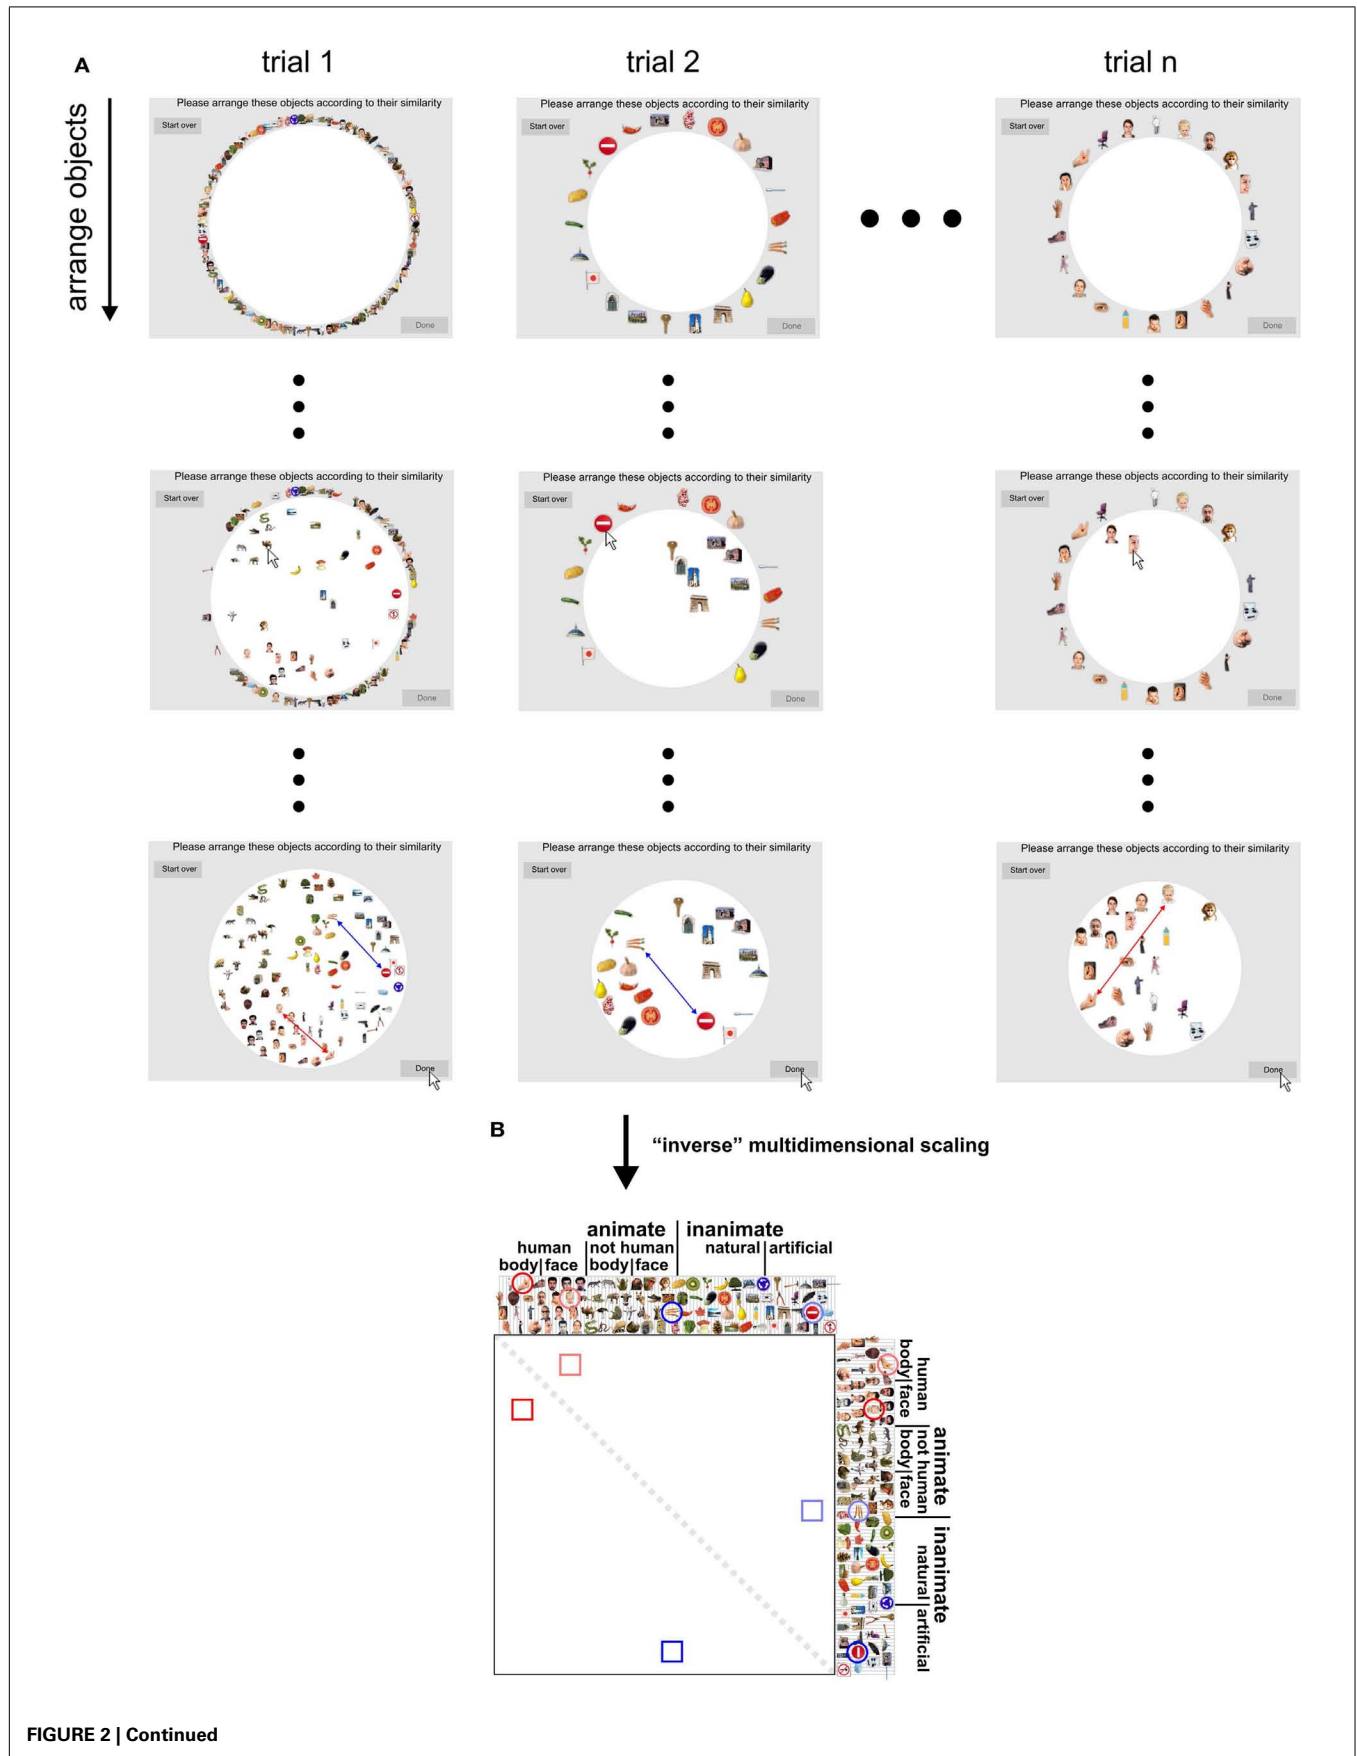 A
trial 1
trial 2
trial n
arrange objects
Please arrange these objects according to their similarity
Start over
Done
Please arrange these objects according to their similarity
Start over
Done
Please arrange these objects according to their similarity
Start over
Done
Please arrange these objects according to their similarity
Start over
Done
Please arrange these objects according to their similarity
Start over
Done
Please arrange these objects according to their similarity
Start over
Done
Please arrange these objects according to their similarity
Start over
Done
Please arrange these objects according to their similarity
Start over
Done
Please arrange these objects according to their similarity
Start over
Done
B
"inverse" multidimensional scaling
animate | inanimate
human | not human natural | artificial
body | face body | face
animate | inanimate
human | not human natural | artificial
body | face body | face
FIGURE 2 | Continued